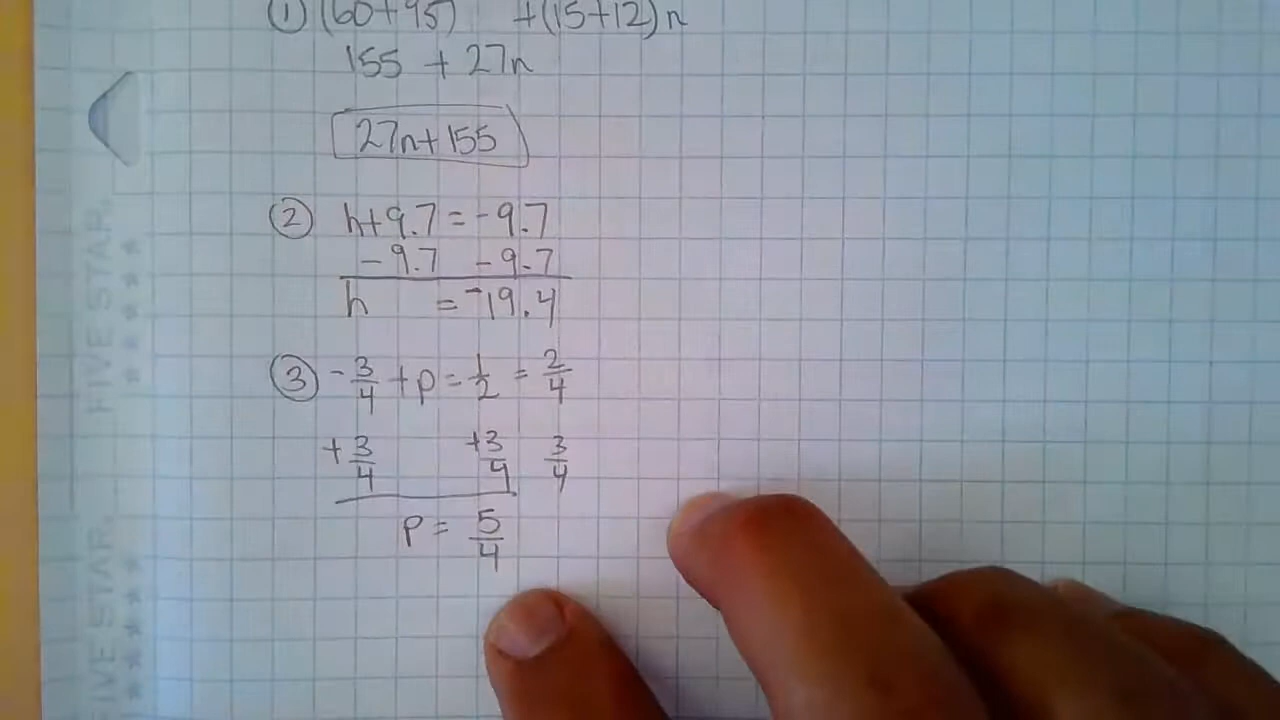 ① (60+95) +(15+12)n
155 + 27n
27n+155
② h+9.7=-9.7
-9.7 -9.7
h = -19.4
③ -3/4 +p = 1/2 = 2/4
+3/4 +3/4 3/4
p = 5/4
FIVE STAR.
FIVE STAR.